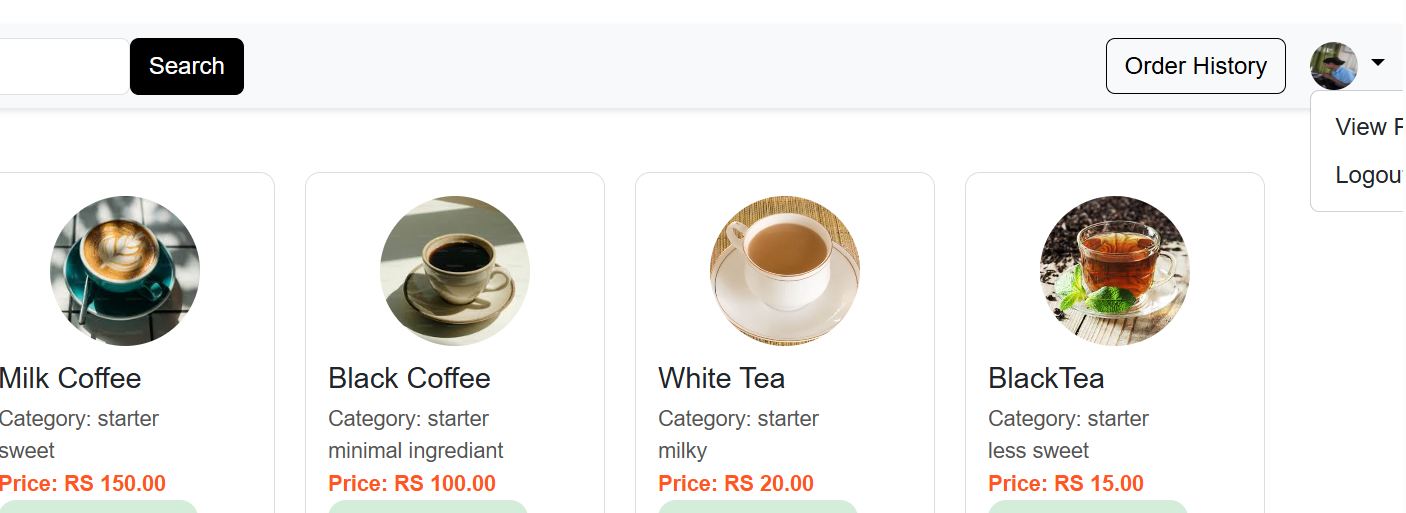 Search
Order History
View
Logou
Milk Coffee
Category: starter
sweet
Price: RS 150.00
Black Coffee
Category: starter
minimal ingrediant
Price: RS 100.00
White Tea
Category: starter
milky
Price: RS 20.00
BlackTea
Category: starter
less sweet
Price: RS 15.00